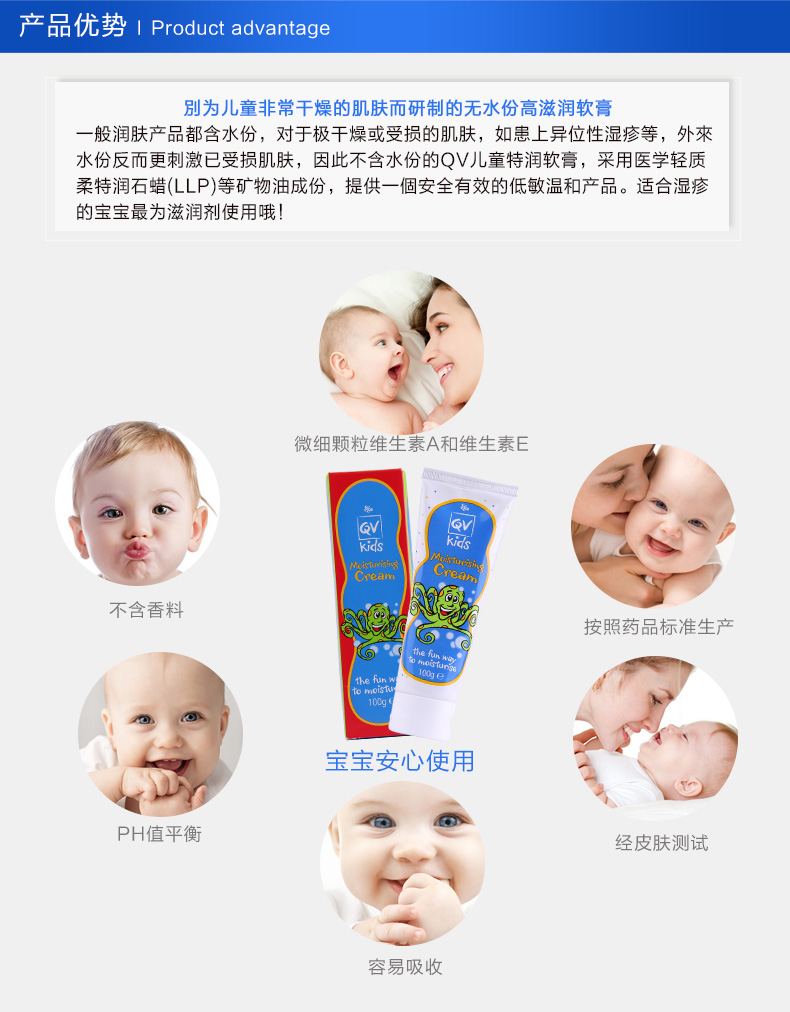 产品优势 | Product advantage
別为儿童非常干燥的肌肤而研制的无水份高滋润软膏
一般润肤产品都含水份，对于极干燥或受损的肌肤，如患上异位性湿疹等，外來
水份反而更刺激已受损肌肤，因此不含水份的QV儿童特润软膏，采用医学轻质
柔特润石蜡(LLP)等矿物油成份，提供一個安全有效的低敏温和产品。适合湿疹
的宝宝最为滋润剂使用哦！
微细颗粒维生素A和维生素E
不含香料
按照药品标准生产
QV
kids
Moisturising
Cream
the fun w
to moistu
100g e
QV
kids
Moisturising
Cream
the fun way
to moisturise
100g e
宝宝安心使用
PH值平衡
经皮肤测试
容易吸收